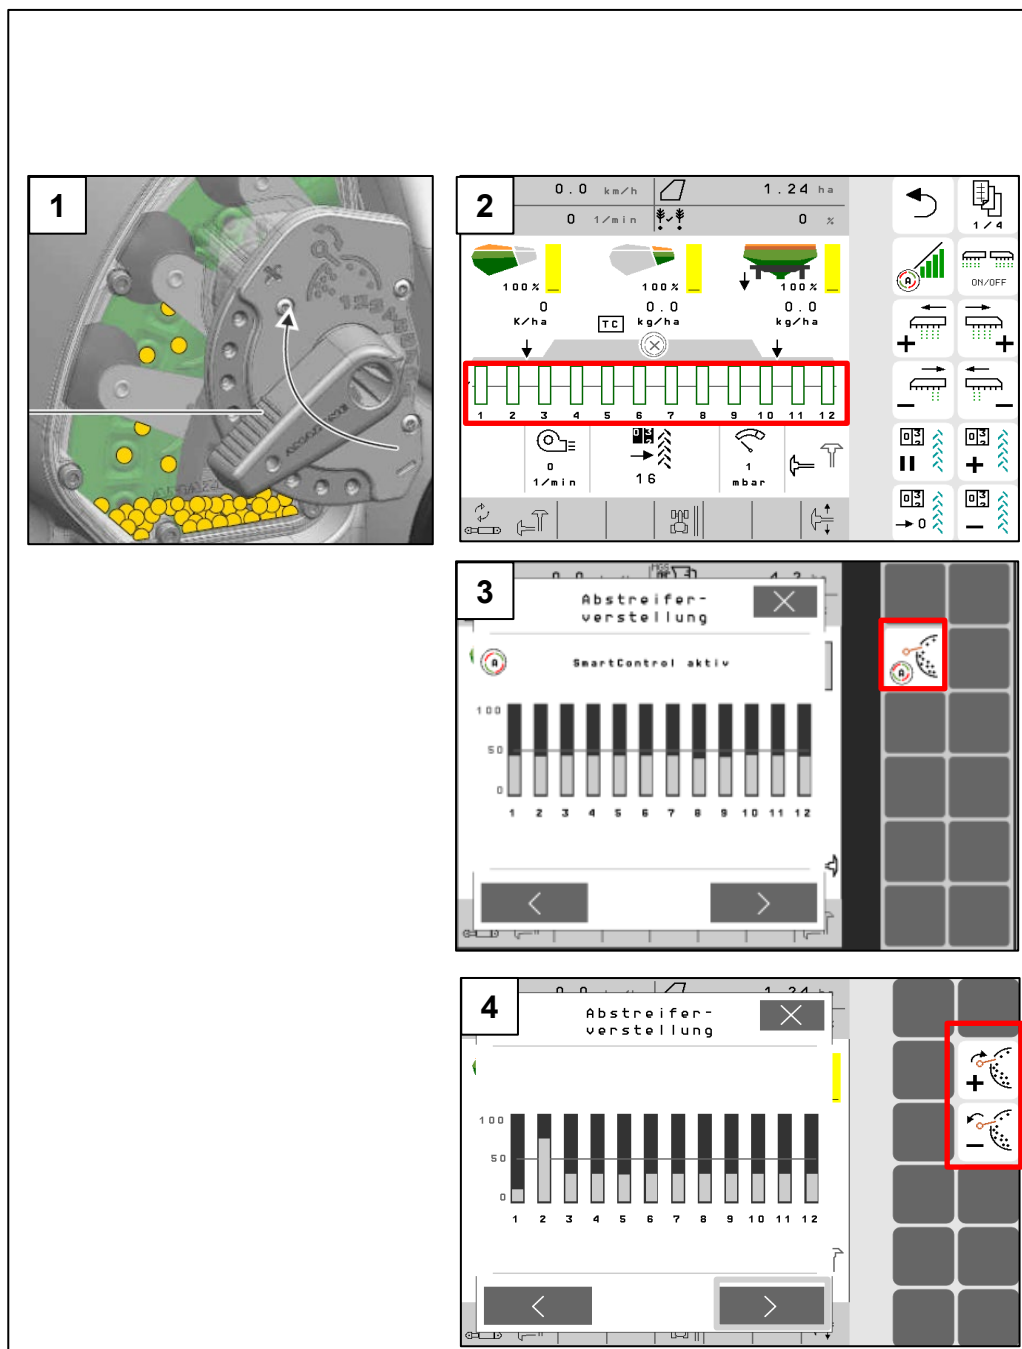 1
2
0.0 km/h
1.24 ha
0 1/min
0 %
1/4
ON/OFF
100% 100% 100%
0 0.0 0.0
K/ha kg/ha kg/ha
TC
1 2 3 4 5 6 7 8 9 10 11 12
0
1/min
16
1
mbar
→ 0
3
Abstreifer-
verstellung
SmartControl aktiv
100
50
0
1 2 3 4 5 6 7 8 9 10 11 12
4
Abstreifer-
verstellung
100
50
0
1 2 3 4 5 6 7 8 9 10 11 12